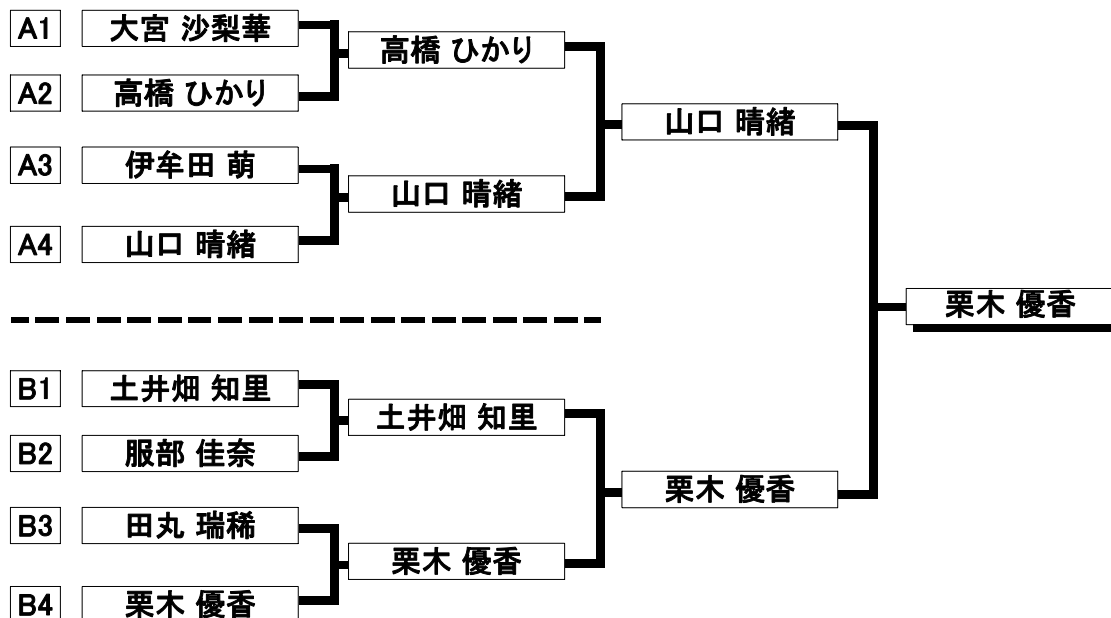 A1 大宮 沙梨華
高橋 ひかり
A2 高橋 ひかり
山口 晴緒
A3 伊牟田 萌
山口 晴緒
A4 山口 晴緒
栗木 優香
B1 土井畑 知里
土井畑 知里
B2 服部 佳奈
栗木 優香
B3 田丸 瑞稀
栗木 優香
B4 栗木 優香